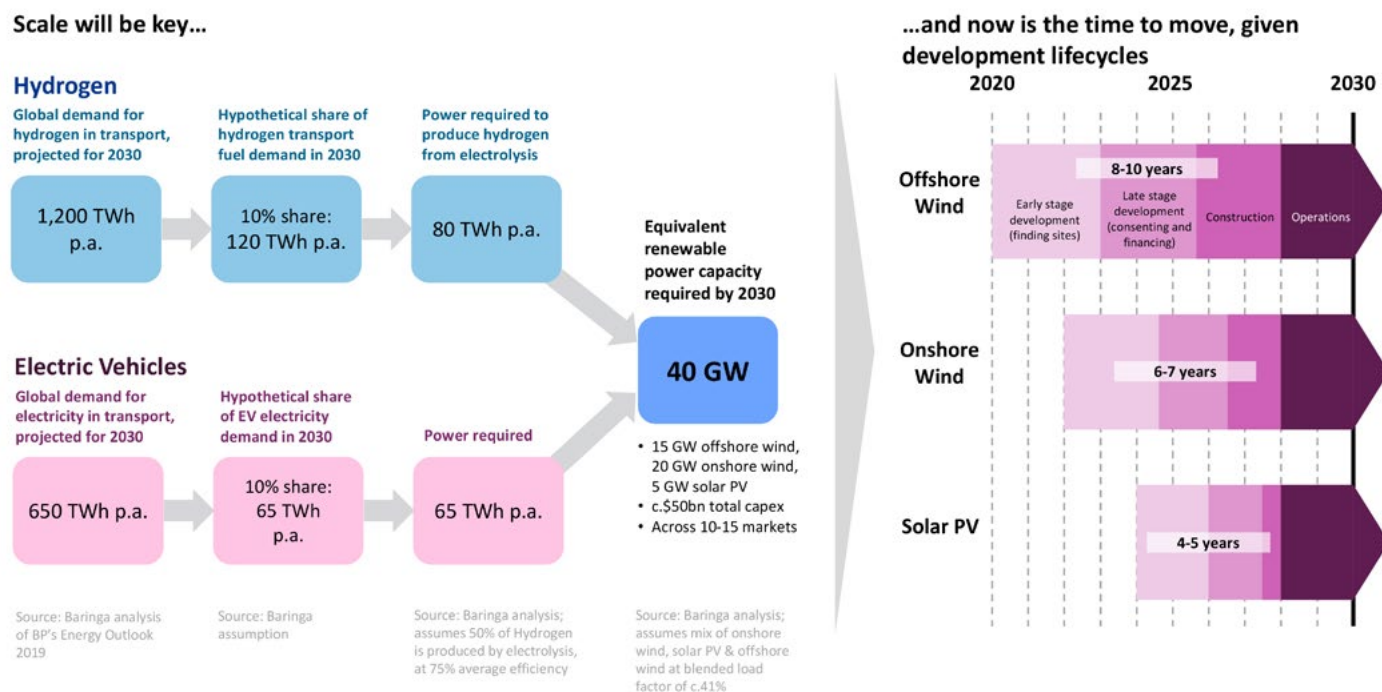 Scale will be key…
…and now is the time to move, given
development lifecycles
Hydrogen
Global demand for
hydrogen in transport,
projected for 2030
Hypothetical share of
hydrogen transport
fuel demand in 2030
Power required to
produce hydrogen
from electrolysis
1,200 TWh
p.a.
10% share:
120 TWh p.a.
80 TWh p.a.
Electric Vehicles
Global demand for
electricity in transport,
projected for 2030
Hypothetical share
of EV electricity
demand in 2030
Power required
650 TWh p.a.
10% share:
65 TWh
p.a.
65 TWh p.a.
Equivalent
renewable
power capacity
required by 2030
40 GW
• 15 GW offshore wind,
20 GW onshore wind,
5 GW solar PV
• c.$50bn total capex
• Across 10-15 markets
Source: Baringa analysis
of BP's Energy Outlook
2019
Source: Baringa
assumption
Source: Baringa analysis;
assumes 50% of Hydrogen
is produced by electrolysis,
at 75% average efficiency
Source: Baringa analysis;
assumes mix of onshore
wind, solar PV & offshore
wind at blended load
factor of c.41%
2020 2025 2030
Offshore
Wind
8-10 years
Early stage
development
(finding sites)
Late stage
development
(consenting and
financing)
Construction
Operations
Onshore
Wind
6-7 years
Solar PV
4-5 years